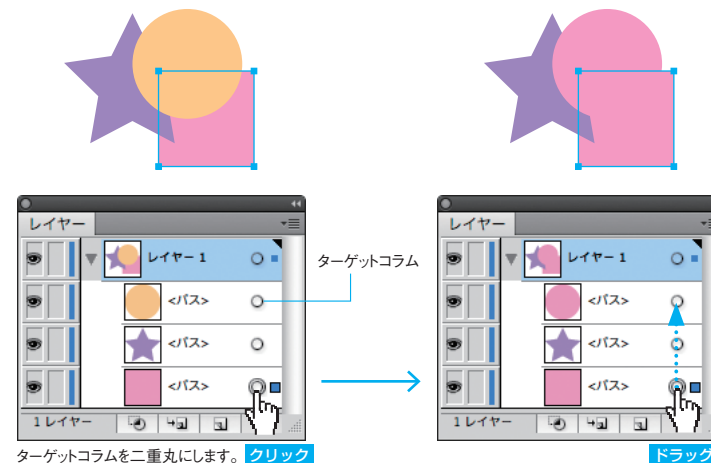 レイヤー
レイヤー 1
<パス>
<パス>
<パス>
1 レイヤー
ターゲットコラム
ターゲットコラムを二重丸にします。 クリック
レイヤー
レイヤー 1
<パス>
<パス>
<パス>
1 レイヤー
ドラッグ